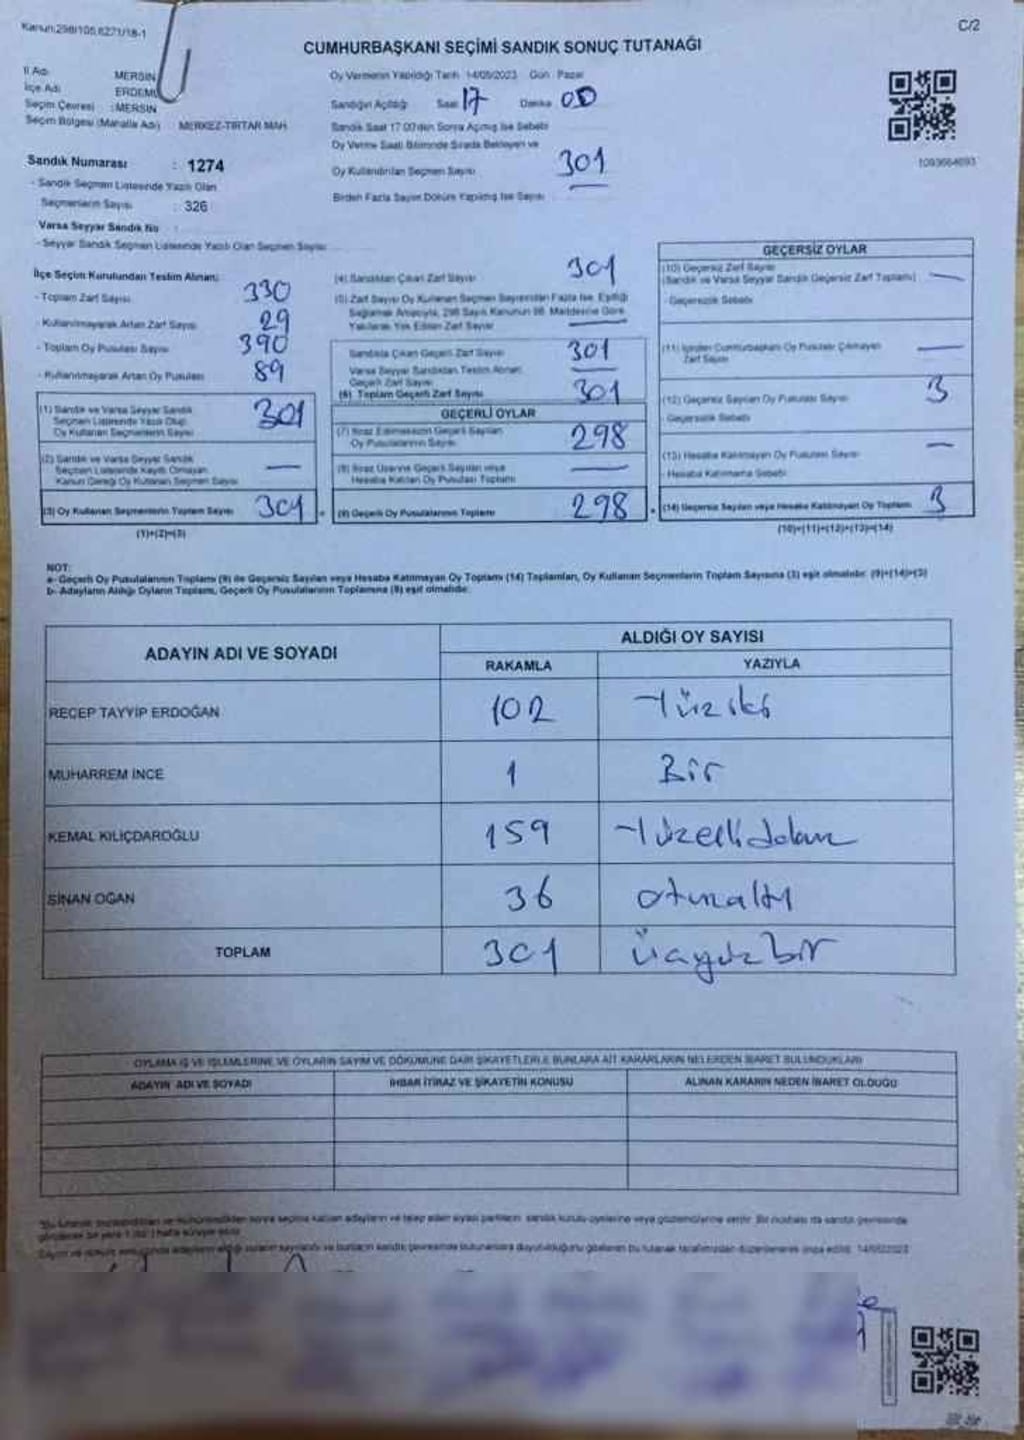 Kanun:298/105,6271/18-1
C/2
CUMHURBAŞKANI SEÇİMİ SANDIK SONUÇ TUTANAĞI
İl Adı MERSİN
İlçe Adı ERDEMLİ
Seçim Çevresi : MERSİN
Seçim Bölgesi (Mahalle Adı) : MERKEZ-TIRTAR MAH
Oy Vermenin Yapıldığı Tarih 14/05/2023 Gün Pazar
Sandığın Açıldığı Saat 17 Dakika 00
Sandık Saat 17:00'den Sonra Açılmış İse Sebebi
Oy Verme Saati Bitiminde Sırada Bekleyen ve
Oy Kullandırılan Seçmen Sayısı 301
Birden Fazla Sayım Döküm Yapılmış İse Sayısı
1093664693
Sandık Numarası : 1274
- Sandık Seçmen Listesinde Yazılı Olan
Seçmenlerin Sayısı : 326
Varsa Seyyar Sandık No :
- Seyyar Sandık Seçmen Listesinde Yazılı Olan Seçmen Sayısı
İlçe Seçim Kurulundan Teslim Alınan;
- Toplam Zarf Sayısı 330
- Kullanılmayarak Artan Zarf Sayısı 29
- Toplam Oy Pusulası Sayısı 390
- Kullanılmayarak Artan Oy Pusulası 89
(1) Sandık ve Varsa Seyyar Sandık
Seçmen Listesinde Yazılı Olup
Oy Kullanan Seçmenlerin Sayısı 301
(2) Sandık ve Varsa Seyyar Sandık
Seçmen Listesinde Kayıtlı Olmayan
Kanun Gereği Oy Kullanan Seçmen Sayısı —
(3) Oy Kullanan Seçmenlerin Toplam Sayısı 301
(1)+(2)=(3)
(4) Sandıktan Çıkan Zarf Sayısı 301
(5) Zarf Sayısı Oy Kullanan Seçmen Sayısından Fazla İse, Eşitliği
Sağlamak Amacıyla, 298 Sayılı Kanunun 98. Maddesine Göre
Yakılarak Yok Edilen Zarf Sayısı —
Sandıkta Çıkan Geçerli Zarf Sayısı 301
Varsa Seyyar Sandıktan Teslim Alınan
Geçerli Zarf Sayısı —
(6) Toplam Geçerli Zarf Sayısı 301
GEÇERLİ OYLAR
(7) İtiraz Edilmeksizin Geçerli Sayılan
Oy Pusulalarının Sayısı 298
(8) İtiraz Üzerine Geçerli Sayılan veya
Hesaba Katılan Oy Pusulası Toplamı —
(9) Geçerli Oy Pusulalarının Toplamı 298
GEÇERSİZ OYLAR
(10) Geçersiz Zarf Sayısı
(Sandık ve Varsa Seyyar Sandık Geçersiz Zarf Toplamı) —
- Geçersizlik Sebebi
(11) İçinden Cumhurbaşkanı Oy Pusulası Çıkmayan
Zarf Sayısı —
(12) Geçersiz Sayılan Oy Pusulası Sayısı 3
- Geçersizlik Sebebi
(13) Hesaba Katılmayan Oy Pusulası Sayısı —
- Hesaba Katılmama Sebebi
(14) Geçersiz Sayılan veya Hesaba Katılmayan Oy Toplamı 3
(10)+(11)+(12)+(13)=(14)
NOT:
a- Geçerli Oy Pusulalarının Toplamı (9) ile Geçersiz Sayılan veya Hesaba Katılmayan Oy Toplamı (14) Toplamları, Oy Kullanan Seçmenlerin Toplam Sayısına (3) eşit olmalıdır. (9)+(14)=(3)
b- Adayların Aldığı Oyların Toplamı, Geçerli Oy Pusulalarının Toplamına (9) eşit olmalıdır.
ADAYIN ADI VE SOYADI ALDIĞI OY SAYISI
RAKAMLA YAZIYLA
RECEP TAYYİP ERDOĞAN 102 Yüziki
MUHARREM İNCE 1 Bir
KEMAL KILIÇDAROĞLU 159 Yüzellidokuz
SİNAN OĞAN 36 otuzaltı
TOPLAM 301 üçyüzbir
OYLAMA İŞ VE İŞLEMLERİNE VE OYLARIN SAYIM VE DÖKÜMÜNE DAİR ŞİKAYETLERLE BUNLARA AİT KARARLARIN NELERDEN İBARET BULUNDUKLARI
ADAYIN ADI VE SOYADI İHBAR İTİRAZ VE ŞİKAYETİN KONUSU ALINAN KARARIN NEDEN İBARET OLDUĞU